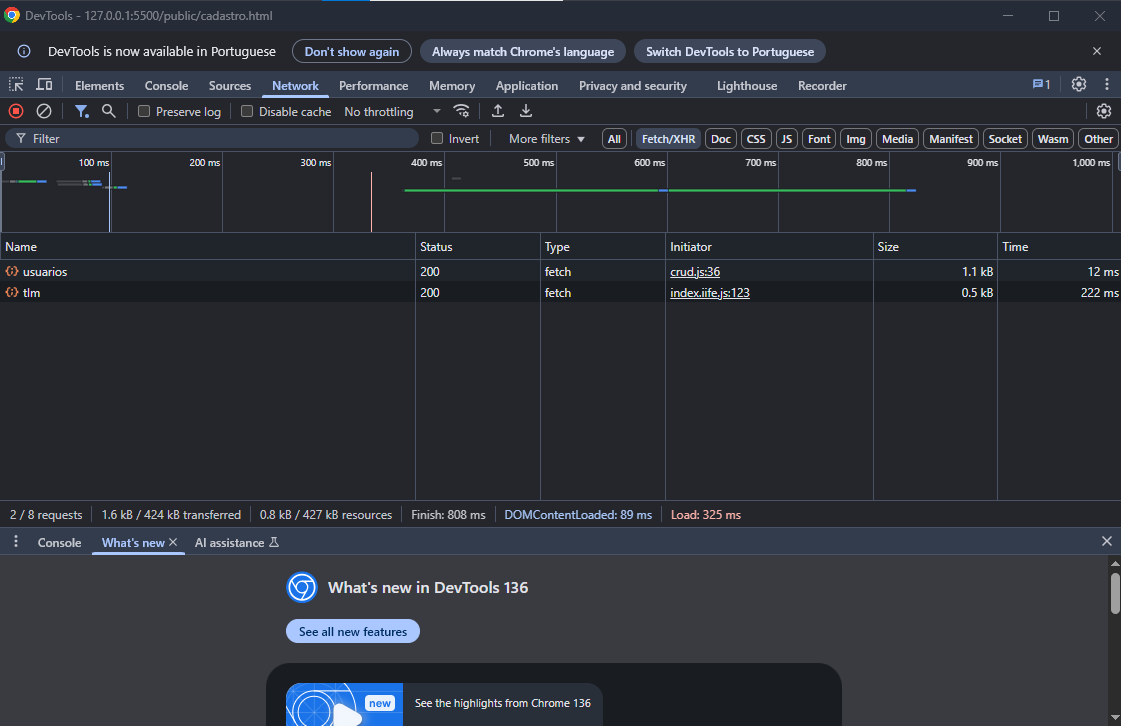 DevTools - 127.0.0.1:5500/public/cadastro.html
DevTools is now available in Portuguese Don't show again Always match Chrome's language Switch DevTools to Portuguese
Elements Console Sources Network Performance Memory Application Privacy and security Lighthouse Recorder 1
Preserve log Disable cache No throttling
Filter Invert More filters All Fetch/XHR Doc CSS JS Font Img Media Manifest Socket Wasm Other
100 ms 200 ms 300 ms 400 ms 500 ms 600 ms 700 ms 800 ms 900 ms 1,000 ms
Name Status Type Initiator Size Time
usuarios 200 fetch crud.js:36 1.1 kB 12 ms
tlm 200 fetch index.iife.js:123 0.5 kB 222 ms
2 / 8 requests 1.6 kB / 424 kB transferred 0.8 kB / 427 kB resources Finish: 808 ms DOMContentLoaded: 89 ms Load: 325 ms
Console What's new AI assistance
What's new in DevTools 136
See all new features
new See the highlights from Chrome 136